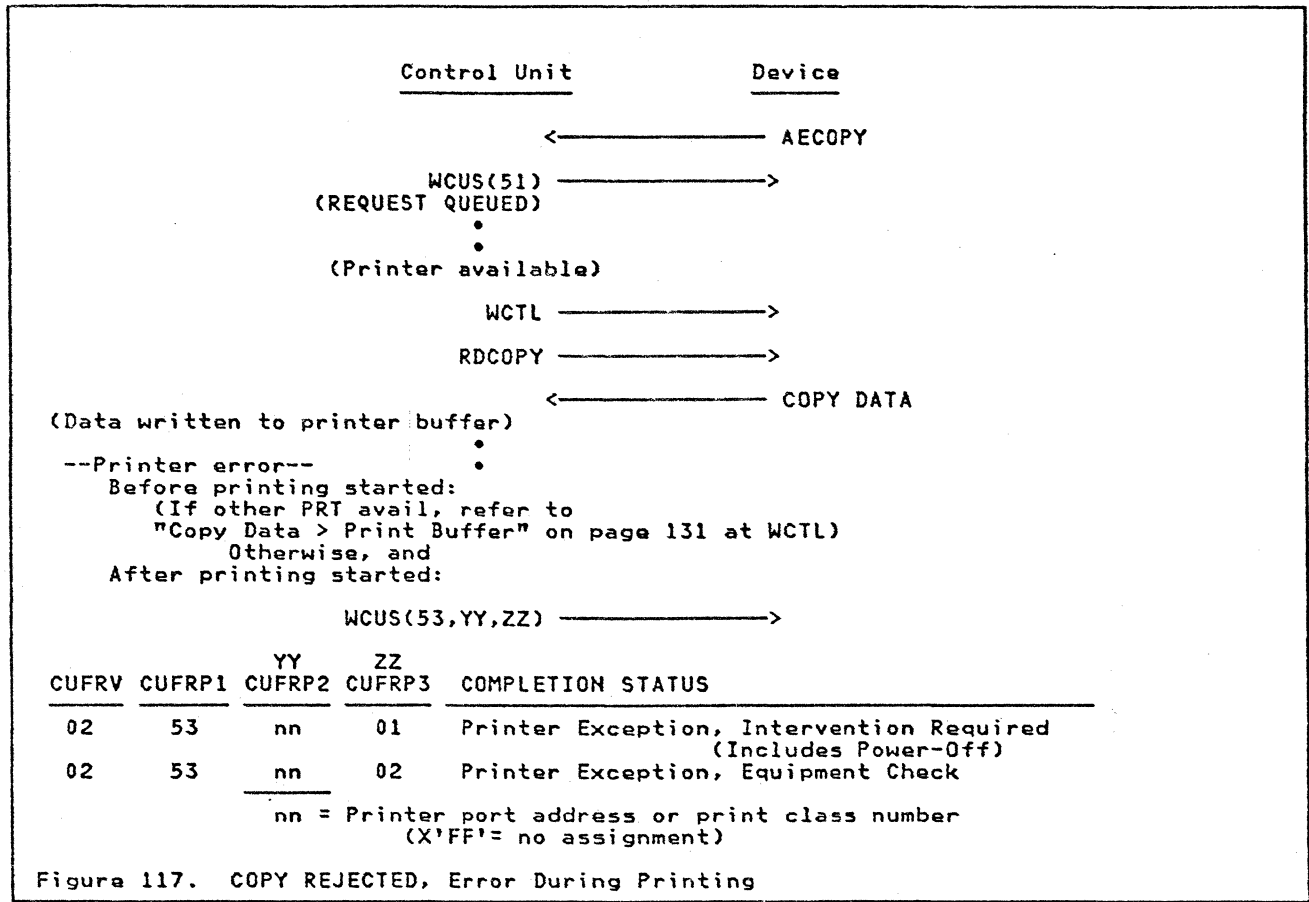 Control Unit Device
<———————— AECOPY
WCUS(51) ————————>
(REQUEST QUEUED)
•
•
(Printer available)
WCTL ————————>
RDCOPY ————————>
<———————— COPY DATA
(Data written to printer buffer)
•
--Printer error-- •
Before printing started:
(If other PRT avail, refer to
"Copy Data > Print Buffer" on page 131 at WCTL)
Otherwise, and
After printing started:
WCUS(53,YY,ZZ) ————————>
YY ZZ
CUFRV CUFRP1 CUFRP2 CUFRP3 COMPLETION STATUS
02 53 nn 01 Printer Exception, Intervention Required
(Includes Power-Off)
02 53 nn 02 Printer Exception, Equipment Check
nn = Printer port address or print class number
(X'FF'= no assignment)
Figure 117. COPY REJECTED, Error During Printing